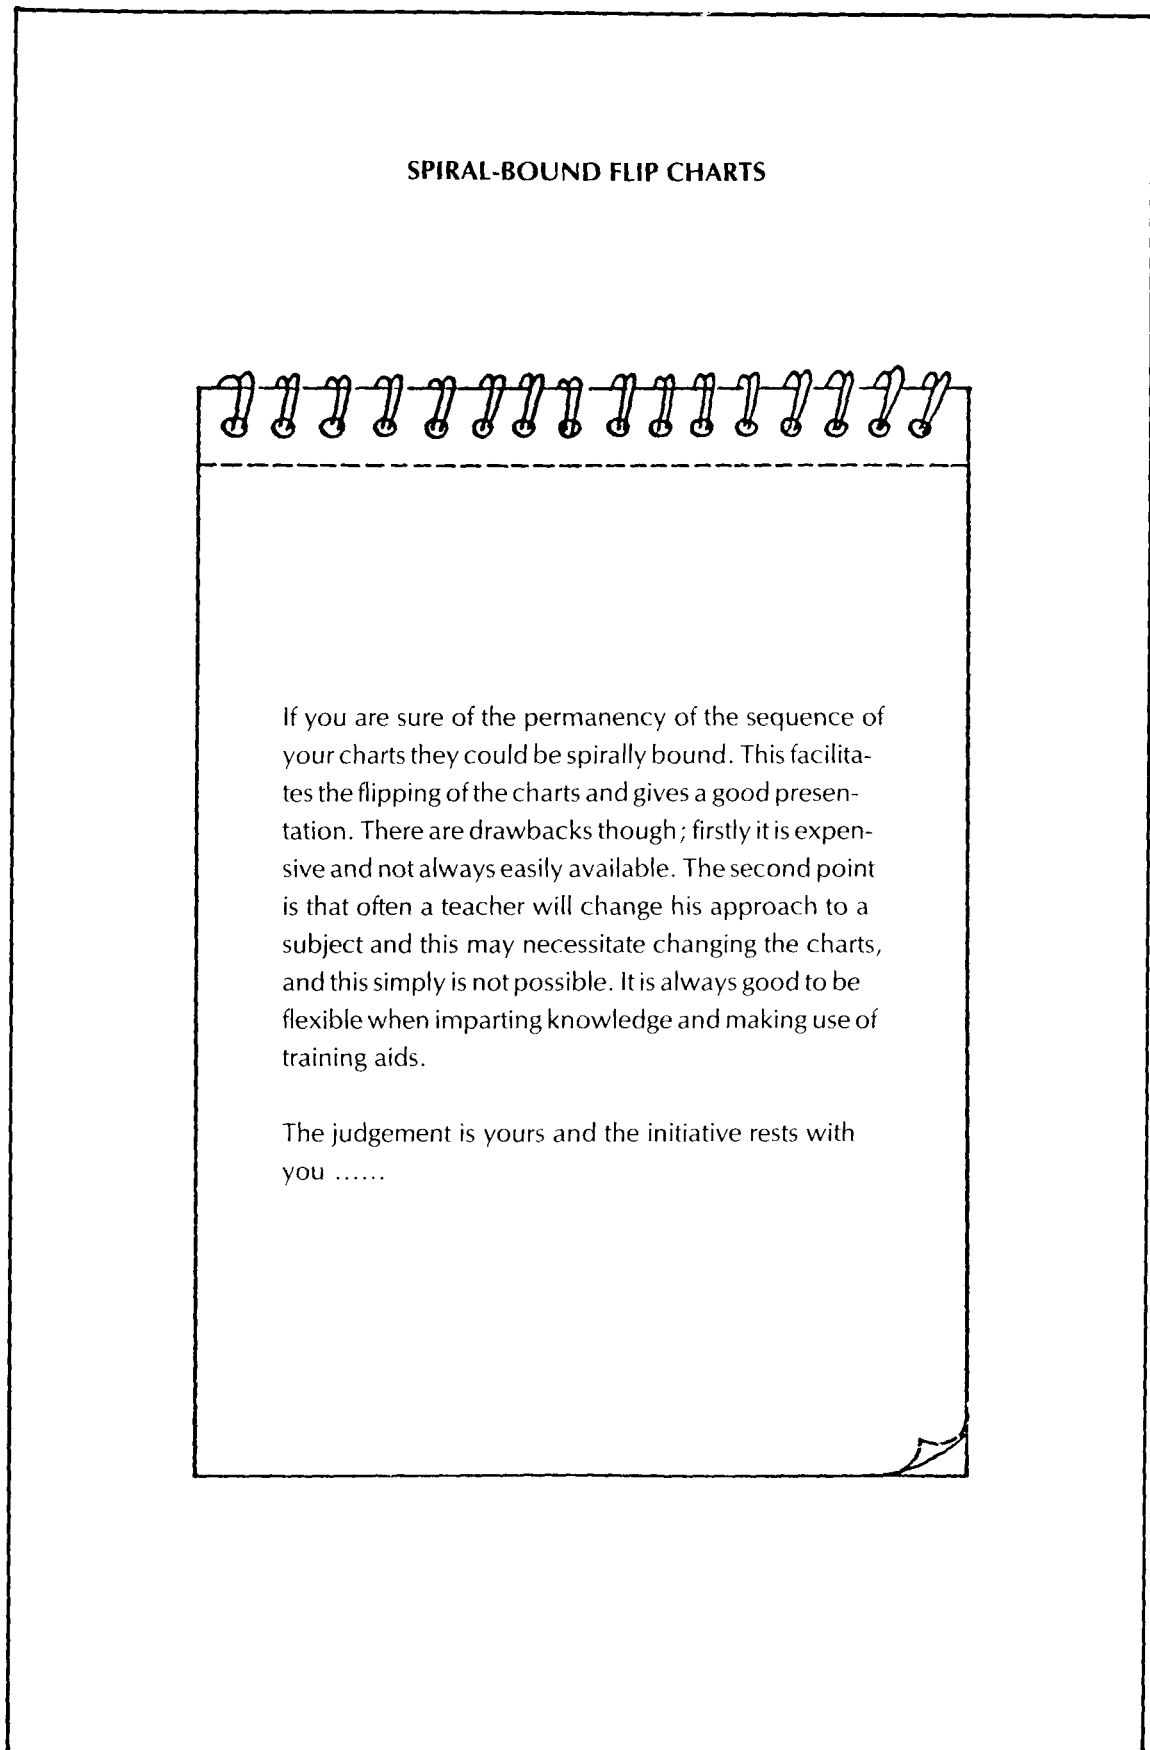 SPIRAL-BOUND FLIP CHARTS
If you are sure of the permanency of the sequence of
your charts they could be spirally bound. This facilita-
tes the flipping of the charts and gives a good presen-
tation. There are drawbacks though; firstly it is expen-
sive and not always easily available. The second point
is that often a teacher will change his approach to a
subject and this may necessitate changing the charts,
and this simply is not possible. It is always good to be
flexible when imparting knowledge and making use of
training aids.
The judgement is yours and the initiative rests with
you ......